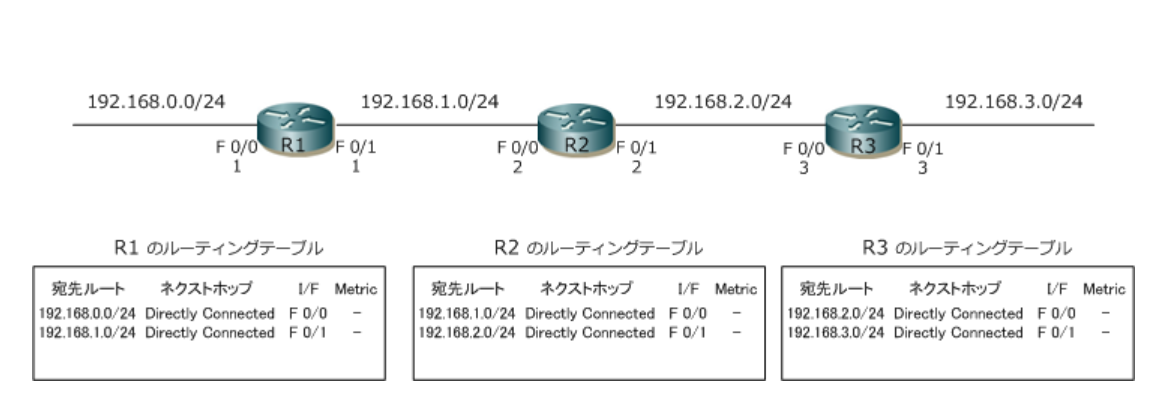 192.168.0.0/24 192.168.1.0/24 192.168.2.0/24 192.168.3.0/24
F 0/0 R1 F 0/1 F 0/0 R2 F 0/1 F 0/0 R3 F 0/1
1 1 2 2 3 3
R1 のルーティングテーブル
宛先ルート ネクストホップ I/F Metric
192.168.0.0/24 Directly Connected F 0/0 -
192.168.1.0/24 Directly Connected F 0/1 -
R2 のルーティングテーブル
宛先ルート ネクストホップ I/F Metric
192.168.1.0/24 Directly Connected F 0/0 -
192.168.2.0/24 Directly Connected F 0/1 -
R3 のルーティングテーブル
宛先ルート ネクストホップ I/F Metric
192.168.2.0/24 Directly Connected F 0/0 -
192.168.3.0/24 Directly Connected F 0/1 -